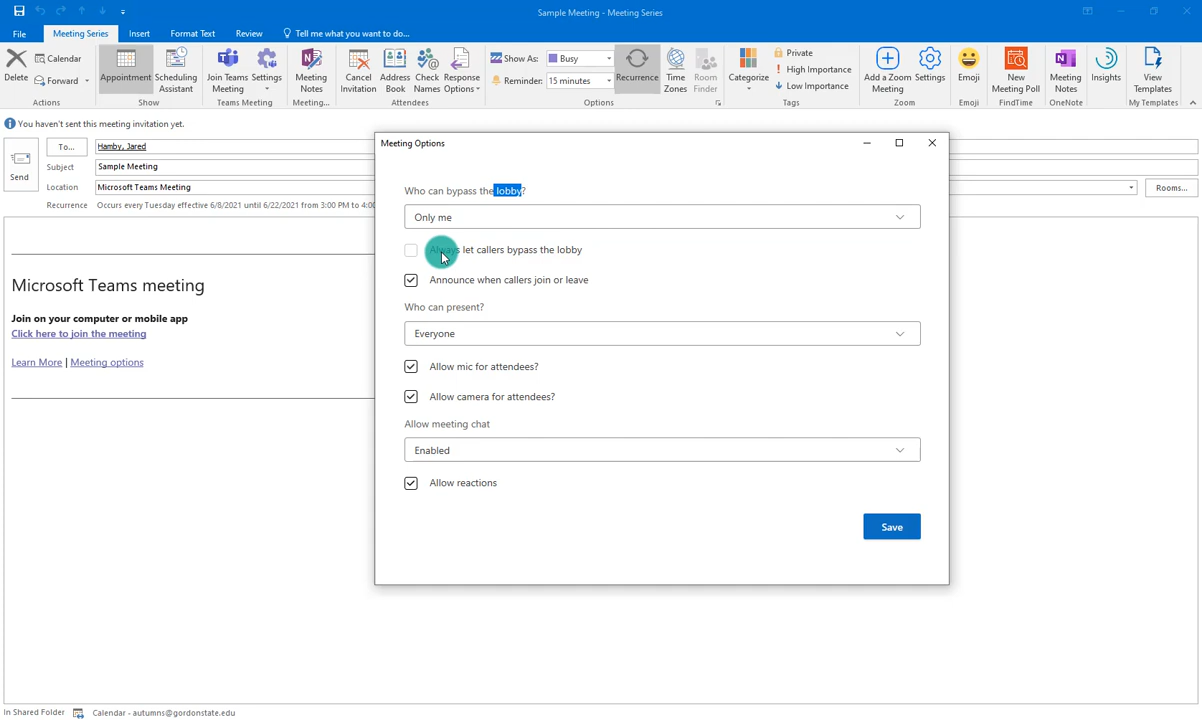 Sample Meeting - Meeting Series
File Meeting Series Insert Format Text Review Tell me what you want to do...
Delete Calendar Forward Appointment Scheduling Assistant Join Teams Meeting Settings Meeting Notes Cancel Invitation Address Book Check Names Response Options Show As: Busy Reminder: 15 minutes Recurrence Time Zones Room Finder Categorize Private High Importance Low Importance Add a Zoom Meeting Settings Emoji New Meeting Poll Meeting Notes Insights View Templates
Actions Show Teams Meeting Meeting... Attendees Options Tags Zoom Emoji FindTime OneNote My Templates
You haven't sent this meeting invitation yet.
Send
To... Hamby, Jared
Subject Sample Meeting
Location Microsoft Teams Meeting Rooms...
Recurrence Occurs every Tuesday effective 6/8/2021 until 6/22/2021 from 3:00 PM to 4:00
Microsoft Teams meeting
Join on your computer or mobile app
Click here to join the meeting
Learn More | Meeting options
Meeting Options
Who can bypass the lobby?
Only me
Always let callers bypass the lobby
Announce when callers join or leave
Who can present?
Everyone
Allow mic for attendees?
Allow camera for attendees?
Allow meeting chat
Enabled
Allow reactions
Save
In Shared Folder Calendar - autumns@gordonstate.edu